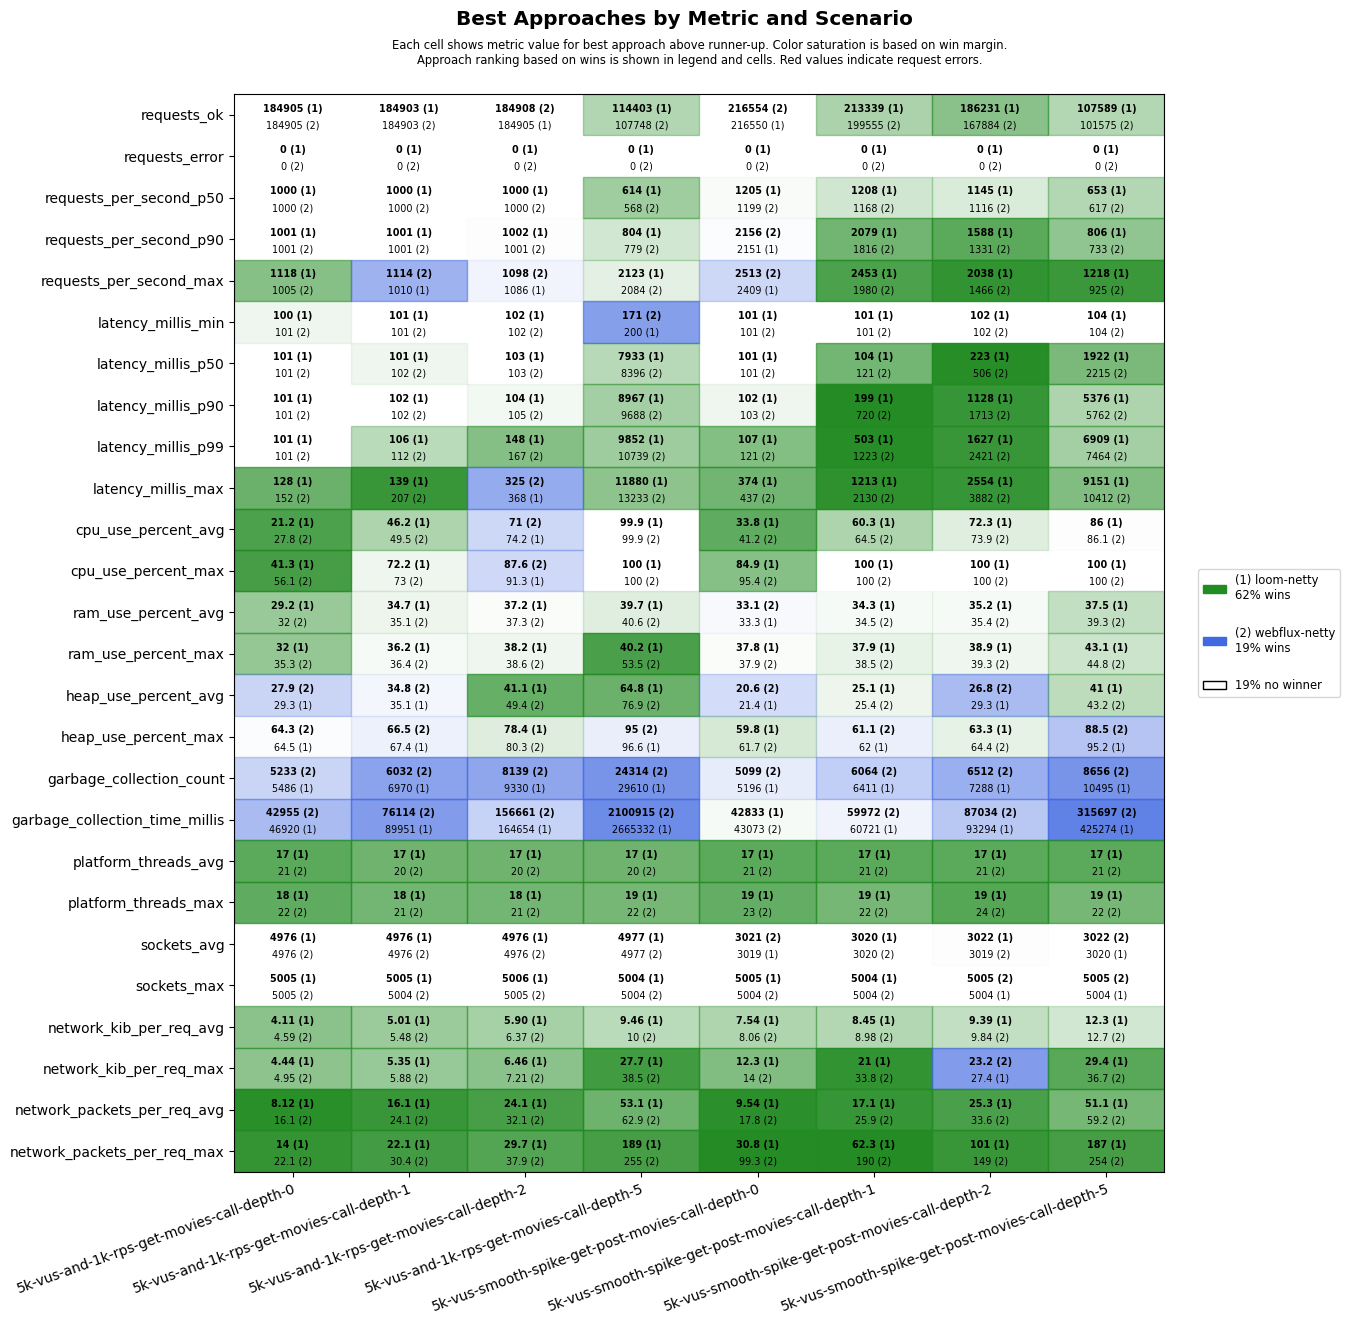 Best Approaches by Metric and Scenario
Each cell shows metric value for best approach above runner-up. Color saturation is based on win margin.
Approach ranking based on wins is shown in legend and cells. Red values indicate request errors.
requests_ok
184905 (1) 184903 (1) 184908 (2) 114403 (1) 216554 (2) 213339 (1) 186231 (1) 107589 (1)
184905 (2) 184903 (2) 184905 (1) 107748 (2) 216550 (1) 199555 (2) 167884 (2) 101575 (2)
requests_error
0 (1) 0 (1) 0 (1) 0 (1) 0 (1) 0 (1) 0 (1) 0 (1)
0 (2) 0 (2) 0 (2) 0 (2) 0 (2) 0 (2) 0 (2) 0 (2)
requests_per_second_p50
1000 (1) 1000 (1) 1000 (1) 614 (1) 1205 (1) 1208 (1) 1145 (1) 653 (1)
1000 (2) 1000 (2) 1000 (2) 568 (2) 1199 (2) 1168 (2) 1116 (2) 617 (2)
requests_per_second_p90
1001 (1) 1001 (1) 1002 (1) 804 (1) 2156 (2) 2079 (1) 1588 (1) 806 (1)
1001 (2) 1001 (2) 1001 (2) 779 (2) 2151 (1) 1816 (2) 1331 (2) 733 (2)
requests_per_second_max
1118 (1) 1114 (2) 1098 (2) 2123 (1) 2513 (2) 2453 (1) 2038 (1) 1218 (1)
1005 (2) 1010 (1) 1086 (1) 2084 (2) 2409 (1) 1980 (2) 1466 (2) 925 (2)
latency_millis_min
100 (1) 101 (1) 102 (1) 171 (2) 101 (1) 101 (1) 102 (1) 104 (1)
101 (2) 101 (2) 102 (2) 200 (1) 101 (2) 101 (2) 102 (2) 104 (2)
latency_millis_p50
101 (1) 101 (1) 103 (1) 7933 (1) 101 (1) 104 (1) 223 (1) 1922 (1)
101 (2) 102 (2) 103 (2) 8396 (2) 101 (2) 121 (2) 506 (2) 2215 (2)
latency_millis_p90
101 (1) 102 (1) 104 (1) 8967 (1) 102 (1) 199 (1) 1128 (1) 5376 (1)
101 (2) 102 (2) 105 (2) 9688 (2) 103 (2) 720 (2) 1713 (2) 5762 (2)
latency_millis_p99
101 (1) 106 (1) 148 (1) 9852 (1) 107 (1) 503 (1) 1627 (1) 6909 (1)
101 (2) 112 (2) 167 (2) 10739 (2) 121 (2) 1223 (2) 2421 (2) 7464 (2)
latency_millis_max
128 (1) 139 (1) 325 (2) 11880 (1) 374 (1) 1213 (1) 2554 (1) 9151 (1)
152 (2) 207 (2) 368 (1) 13233 (2) 437 (2) 2130 (2) 3882 (2) 10412 (2)
cpu_use_percent_avg
21.2 (1) 46.2 (1) 71 (2) 99.9 (1) 33.8 (1) 60.3 (1) 72.3 (1) 86 (1)
27.8 (2) 49.5 (2) 74.2 (1) 99.9 (2) 41.2 (2) 64.5 (2) 73.9 (2) 86.1 (2)
cpu_use_percent_max
41.3 (1) 72.2 (1) 87.6 (2) 100 (1) 84.9 (1) 100 (1) 100 (1) 100 (1)
56.1 (2) 73 (2) 91.3 (1) 100 (2) 95.4 (2) 100 (2) 100 (2) 100 (2)
ram_use_percent_avg
29.2 (1) 34.7 (1) 37.2 (1) 39.7 (1) 33.1 (2) 34.3 (1) 35.2 (1) 37.5 (1)
32 (2) 35.1 (2) 37.3 (2) 40.6 (2) 33.3 (1) 34.5 (2) 35.4 (2) 39.3 (2)
ram_use_percent_max
32 (1) 36.2 (1) 38.2 (1) 40.2 (1) 37.8 (1) 37.9 (1) 38.9 (1) 43.1 (1)
35.3 (2) 36.4 (2) 38.6 (2) 53.5 (2) 37.9 (2) 38.5 (2) 39.3 (2) 44.8 (2)
heap_use_percent_avg
27.9 (2) 34.8 (2) 41.1 (1) 64.8 (1) 20.6 (2) 25.1 (1) 26.8 (2) 41 (1)
29.3 (1) 35.1 (1) 49.4 (2) 76.9 (2) 21.4 (1) 25.4 (2) 29.3 (1) 43.2 (2)
heap_use_percent_max
64.3 (2) 66.5 (2) 78.4 (1) 95 (2) 59.8 (1) 61.1 (2) 63.3 (1) 88.5 (2)
64.5 (1) 67.4 (1) 80.3 (2) 96.6 (1) 61.7 (2) 62 (1) 64.4 (2) 95.2 (1)
garbage_collection_count
5233 (2) 6032 (2) 8139 (2) 24314 (2) 5099 (2) 6064 (2) 6512 (2) 8656 (2)
5486 (1) 6970 (1) 9330 (1) 29610 (1) 5196 (1) 6411 (1) 7288 (1) 10495 (1)
garbage_collection_time_millis
42955 (2) 76114 (2) 156661 (2) 2100915 (2) 42833 (1) 59972 (2) 87034 (2) 315697 (2)
46920 (1) 89951 (1) 164654 (1) 2665332 (1) 43073 (2) 60721 (1) 93294 (1) 425274 (1)
platform_threads_avg
17 (1) 17 (1) 17 (1) 17 (1) 17 (1) 17 (1) 17 (1) 17 (1)
21 (2) 20 (2) 20 (2) 20 (2) 21 (2) 21 (2) 21 (2) 21 (2)
platform_threads_max
18 (1) 18 (1) 18 (1) 19 (1) 19 (1) 19 (1) 19 (1) 19 (1)
22 (2) 21 (2) 21 (2) 22 (2) 23 (2) 22 (2) 24 (2) 22 (2)
sockets_avg
4976 (1) 4976 (1) 4976 (1) 4977 (1) 3021 (2) 3020 (1) 3022 (1) 3022 (2)
4976 (2) 4976 (2) 4976 (2) 4977 (2) 3019 (1) 3020 (2) 3019 (2) 3020 (1)
sockets_max
5005 (1) 5005 (1) 5006 (1) 5004 (1) 5005 (1) 5004 (1) 5005 (2) 5005 (2)
5005 (2) 5004 (2) 5005 (2) 5004 (2) 5004 (2) 5004 (2) 5004 (1) 5004 (1)
network_kib_per_req_avg
4.11 (1) 5.01 (1) 5.90 (1) 9.46 (1) 7.54 (1) 8.45 (1) 9.39 (1) 12.3 (1)
4.59 (2) 5.48 (2) 6.37 (2) 10 (2) 8.06 (2) 8.98 (2) 9.84 (2) 12.7 (2)
network_kib_per_req_max
4.44 (1) 5.35 (1) 6.46 (1) 27.7 (1) 12.3 (1) 21 (1) 23.2 (2) 29.4 (1)
4.95 (2) 5.88 (2) 7.21 (2) 38.5 (2) 14 (2) 33.8 (2) 27.4 (1) 36.7 (2)
network_packets_per_req_avg
8.12 (1) 16.1 (1) 24.1 (1) 53.1 (1) 9.54 (1) 17.1 (1) 25.3 (1) 51.1 (1)
16.1 (2) 24.1 (2) 32.1 (2) 62.9 (2) 17.8 (2) 25.9 (2) 33.6 (2) 59.2 (2)
network_packets_per_req_max
14 (1) 22.1 (1) 29.7 (1) 189 (1) 30.8 (1) 62.3 (1) 101 (1) 187 (1)
22.1 (2) 30.4 (2) 37.9 (2) 255 (2) 99.3 (2) 190 (2) 149 (2) 254 (2)
5k-vus-and-1k-rps-get-movies-call-depth-0
5k-vus-and-1k-rps-get-movies-call-depth-1
5k-vus-and-1k-rps-get-movies-call-depth-2
5k-vus-and-1k-rps-get-movies-call-depth-5
5k-vus-smooth-spike-get-post-movies-call-depth-0
5k-vus-smooth-spike-get-post-movies-call-depth-1
5k-vus-smooth-spike-get-post-movies-call-depth-2
5k-vus-smooth-spike-get-post-movies-call-depth-5
(1) loom-netty
62% wins
(2) webflux-netty
19% wins
19% no winner